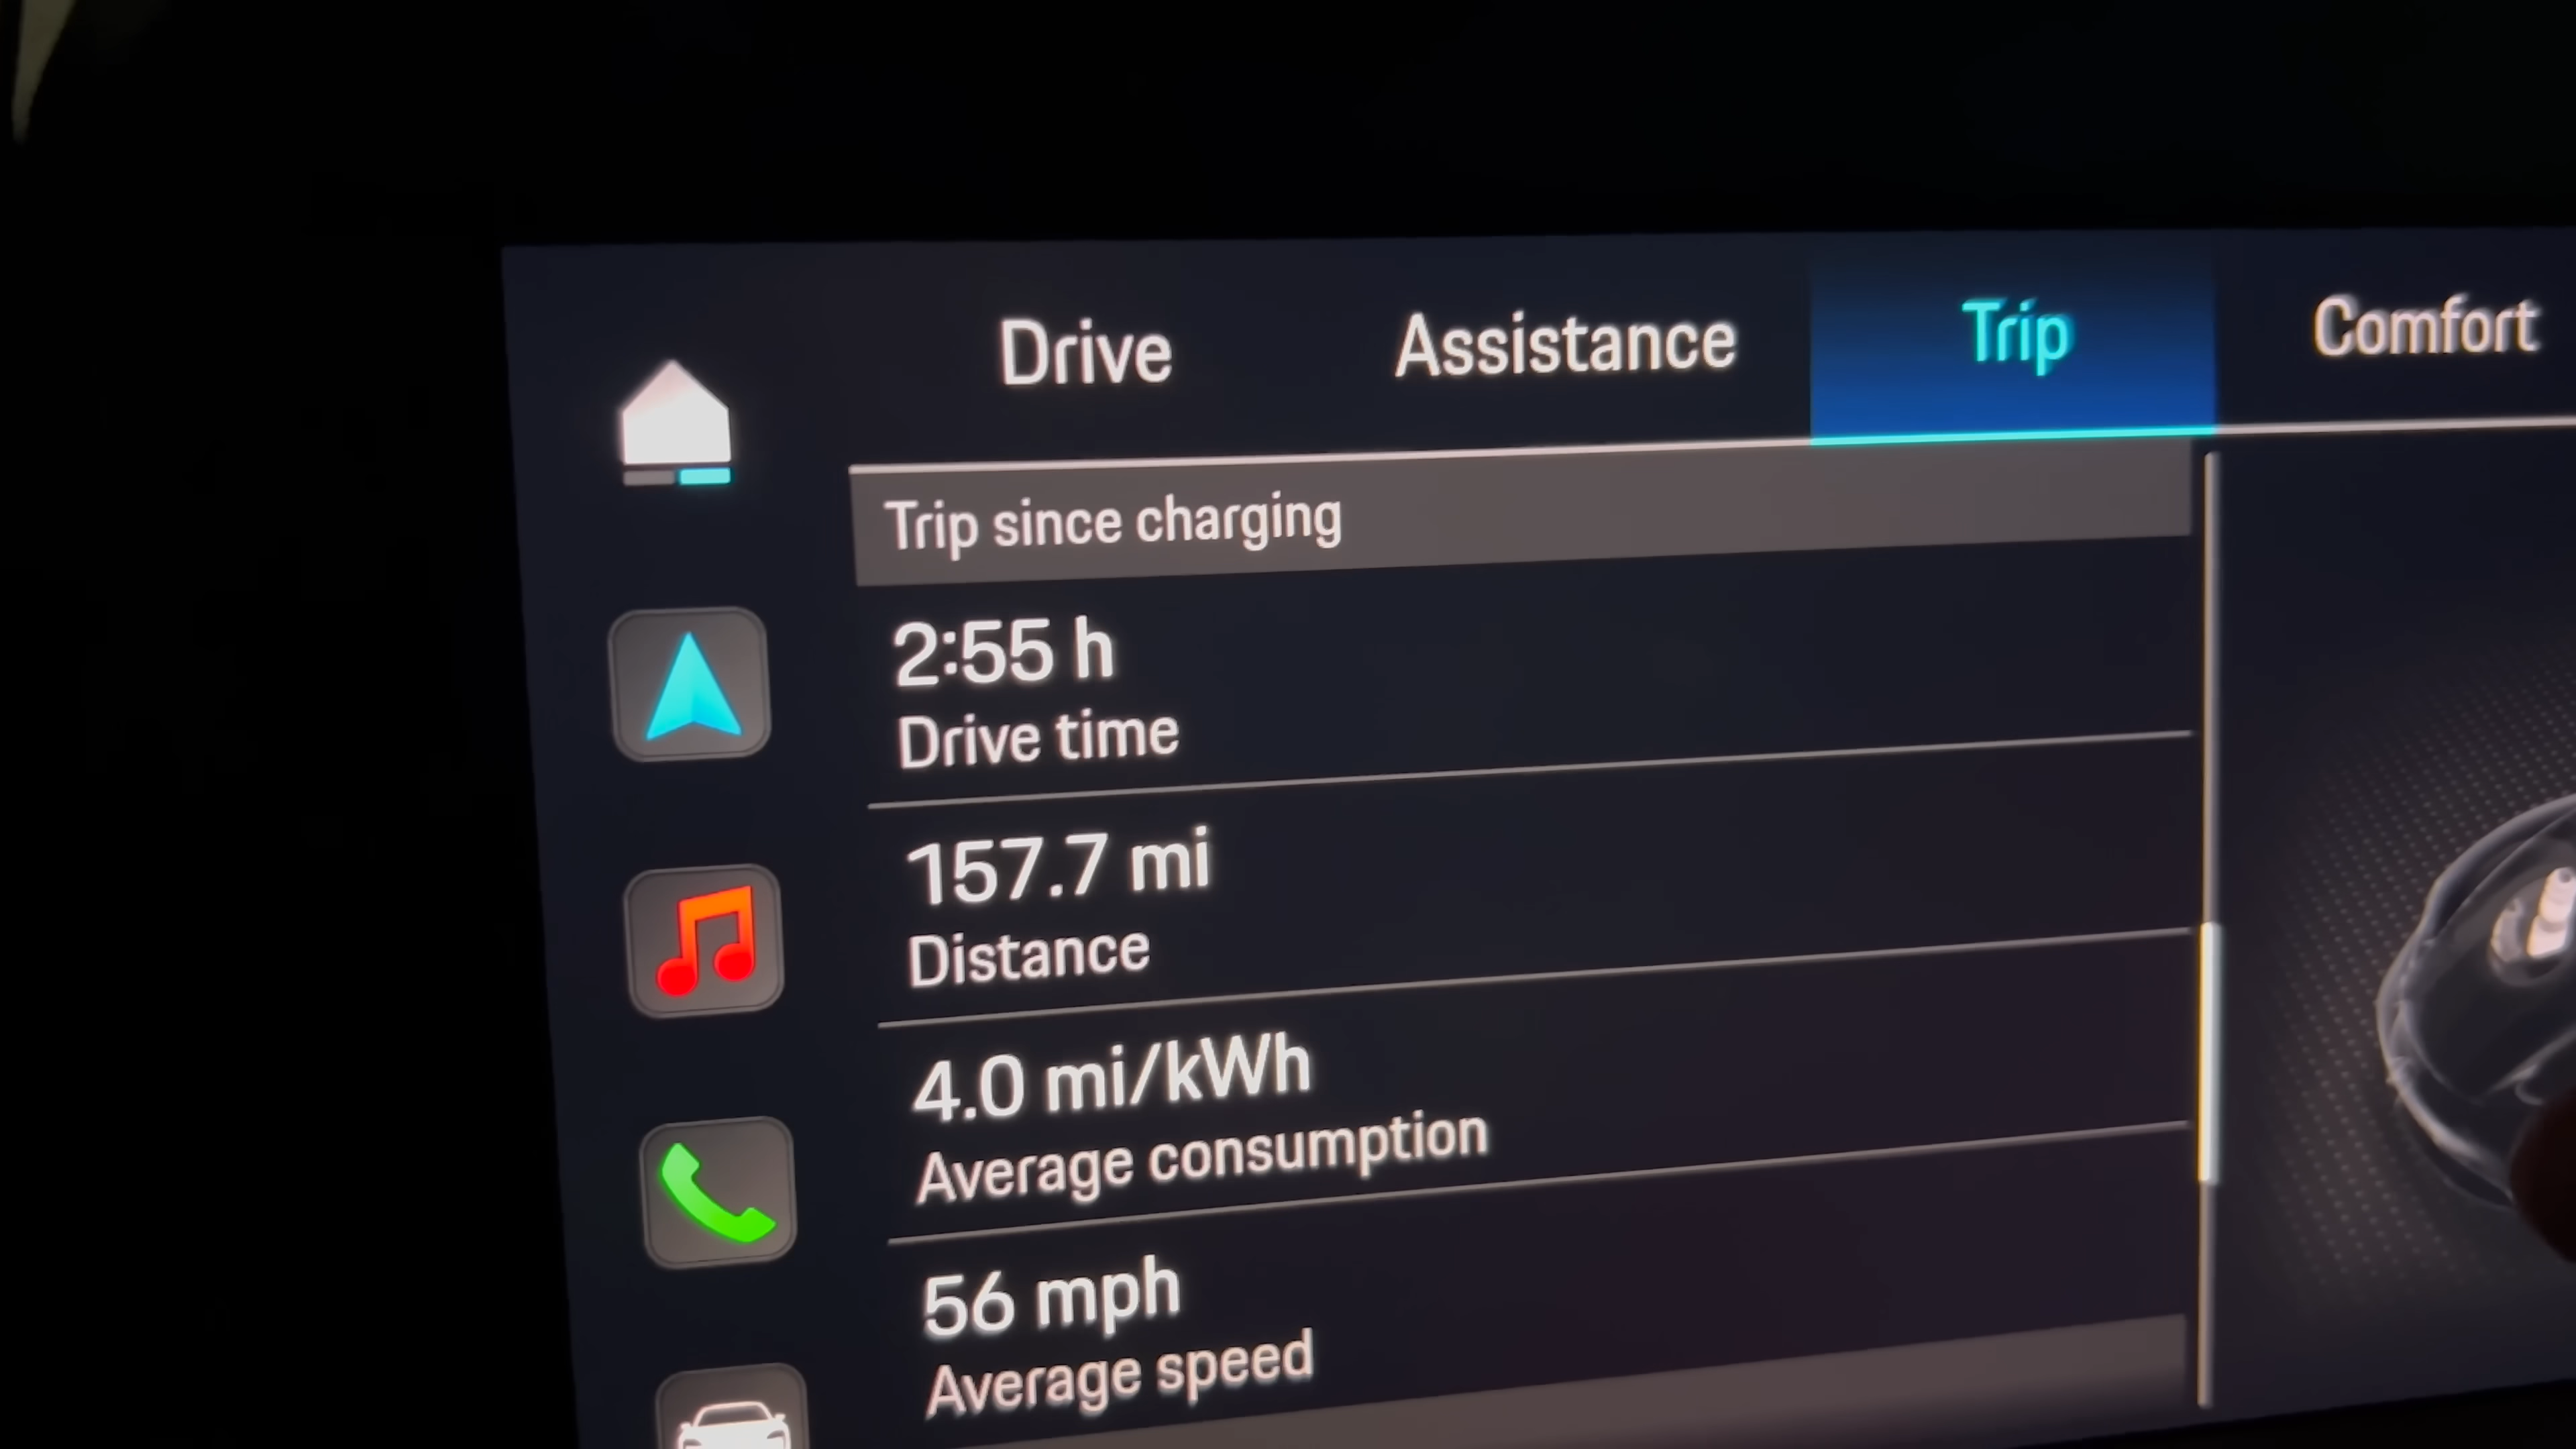 Drive Assistance Trip Comfort
Trip since charging
2:55 h
Drive time
157.7 mi
Distance
4.0 mi/kWh
Average consumption
56 mph
Average speed